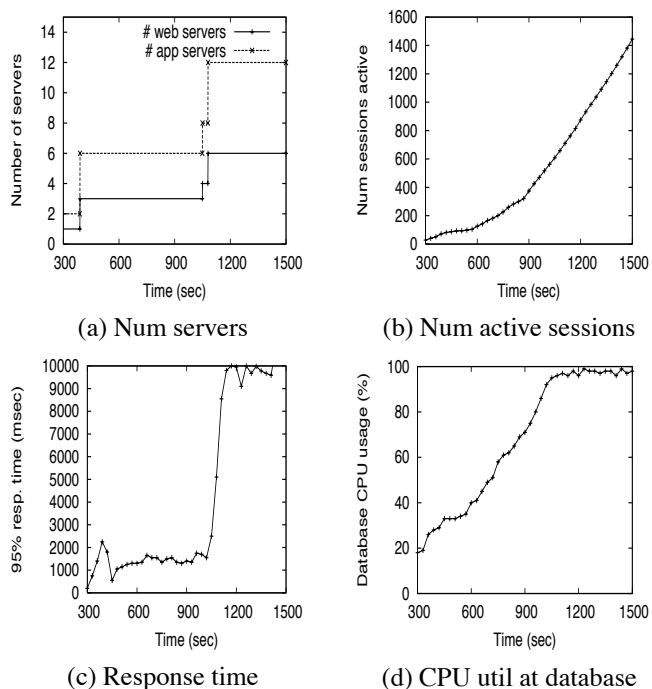 # web servers
# app servers
Number of servers
14
12
10
8
6
4
2
0
300 600 900 1200 1500
Time (sec)
(a) Num servers
Num sessions active
1600
1400
1200
1000
800
600
400
200
0
300 600 900 1200 1500
Time (sec)
(b) Num active sessions
95% resp. time (msec)
10000
9000
8000
7000
6000
5000
4000
3000
2000
1000
0
300 600 900 1200 1500
Time (sec)
(c) Response time
Database CPU usage (%)
100
80
60
40
20
0
300 600 900 1200 1500
Time (sec)
(d) CPU util at database